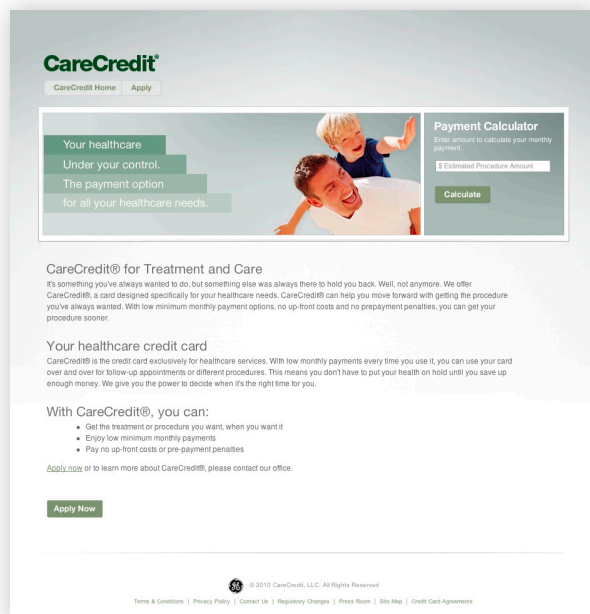 CareCredit®
CareCredit Home Apply
Your healthcare
Under your control.
The payment option
for all your healthcare needs.
Payment Calculator
Enter amount to calculate your monthly
payment.
$ Estimated Procedure Amount
Calculate
CareCredit® for Treatment and Care
It's something you've always wanted to do, but something else was always there to hold you back. Well, not anymore. We offer
CareCredit®, a card designed specifically for your healthcare needs. CareCredit® can help you move forward with getting the procedure
you've always wanted. With low minimum monthly payment options, no up-front costs and no prepayment penalties, you can get your
procedure sooner.
Your healthcare credit card
CareCredit® is the credit card exclusively for healthcare services. With low monthly payments every time you use it, you can use your card
over and over for follow-up appointments or different procedures. This means you don't have to put your health on hold until you save up
enough money. We give you the power to decide when it's the right time for you.
With CareCredit®, you can:
● Get the treatment or procedure you want, when you want it
● Enjoy low minimum monthly payments
● Pay no up-front costs or pre-payment penalties
Apply now or to learn more about CareCredit®, please contact our office.
Apply Now
© 2010 CareCredit, LLC. All Rights Reserved
Terms & Conditions | Privacy Policy | Contact Us | Regulatory Changes | Press Room | Site Map | Credit Card Agreements